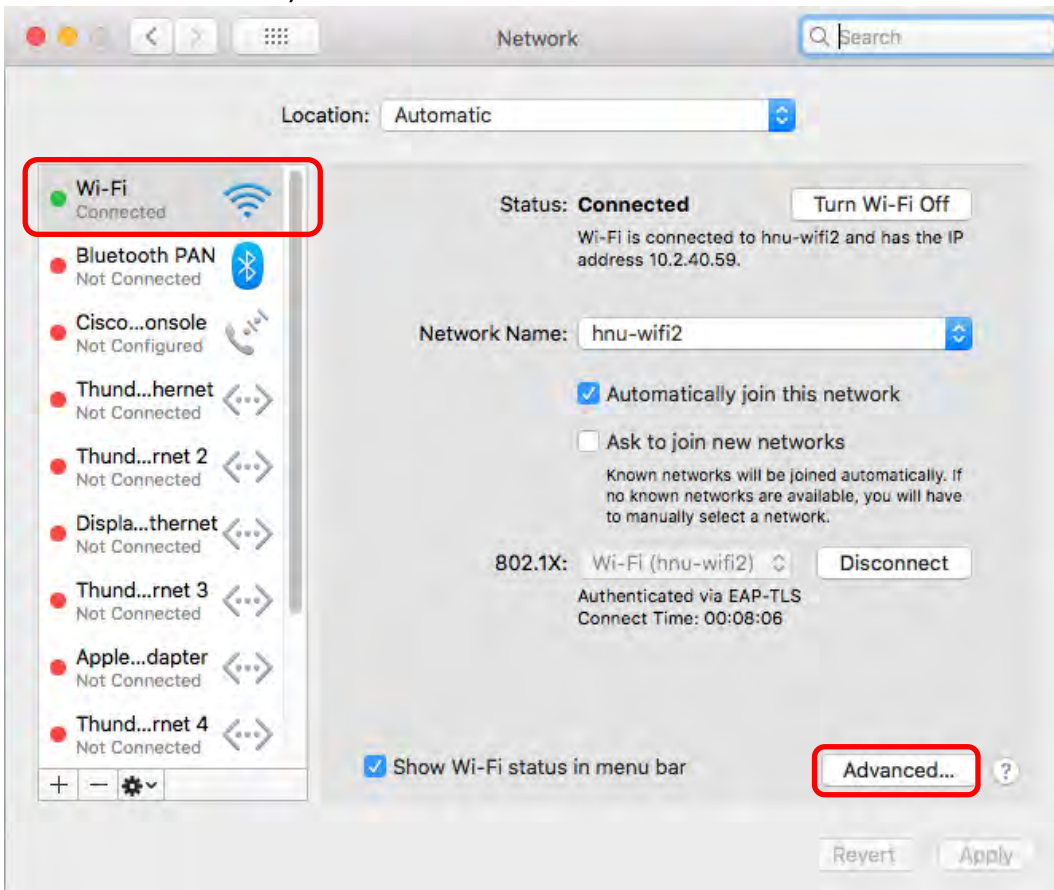 Network
Search
Location: Automatic
Wi-Fi
Connected
Bluetooth PAN
Not Connected
Cisco...onsole
Not Configured
Thund...hernet
Not Connected
Thund...rnet 2
Not Connected
Displa...thernet
Not Connected
Thund...rnet 3
Not Connected
Apple...dapter
Not Connected
Thund...rnet 4
Not Connected
Status: Connected
Turn Wi-Fi Off
Wi-Fi is connected to hnu-wifi2 and has the IP
address 10.2.40.59.
Network Name: hnu-wifi2
Automatically join this network
Ask to join new networks
Known networks will be joined automatically. If
no known networks are available, you will have
to manually select a network.
802.1X: Wi-Fi (hnu-wifi2)
Disconnect
Authenticated via EAP-TLS
Connect Time: 00:08:06
Show Wi-Fi status in menu bar
Advanced...
?
Revert
Apply